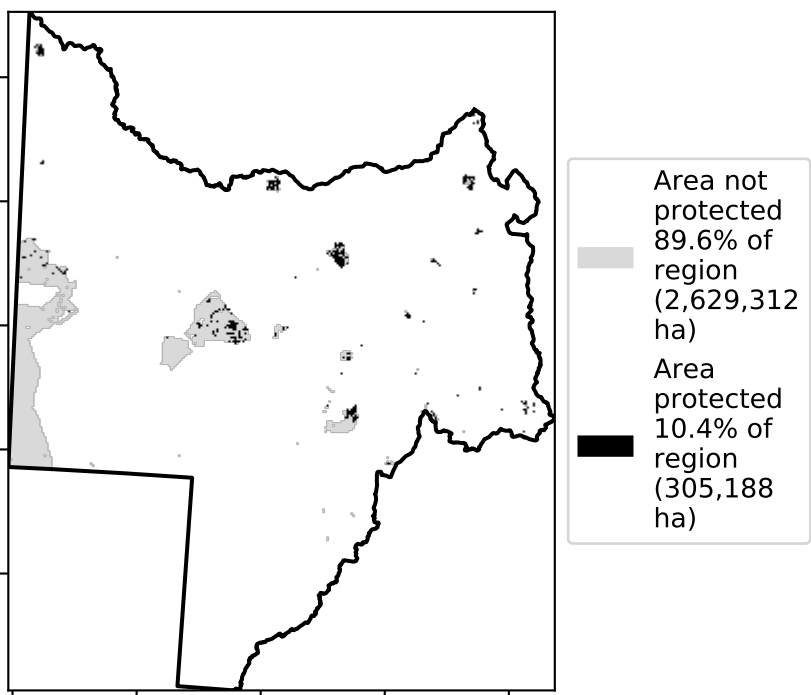 Area not
protected
89.6% of
region
(2,629,312
ha)
Area
protected
10.4% of
region
(305,188
ha)